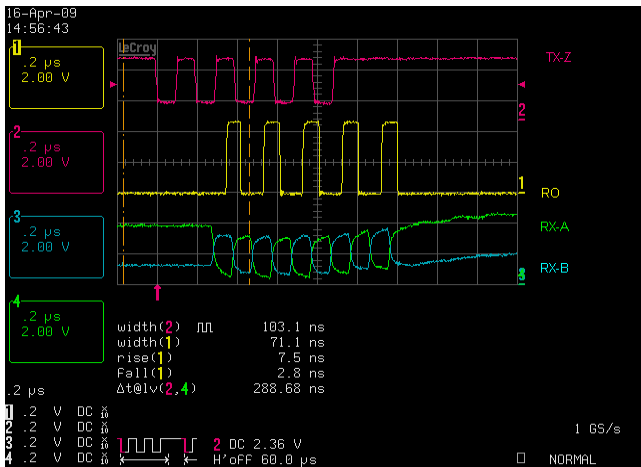 16-Apr-09
14:56:43
LeCroy
1
.2 µs
2.00 V
2
.2 µs
2.00 V
3
.2 µs
2.00 V
4
.2 µs
2.00 V
TX-Z
2
1
RO
RX-A
RX-B
3
width(2) 103.1 ns
width(1) 71.1 ns
rise(1) 7.5 ns
fall(1) 2.8 ns
Δt@lv(2,4) 288.68 ns
.2 µs
1 .2 V DC X10
2 .2 V DC X10
3 .2 V DC X10
4 .2 V DC X10
2 DC 2.36 V
H'oFF 60.0 µs
1 GS/s
NORMAL